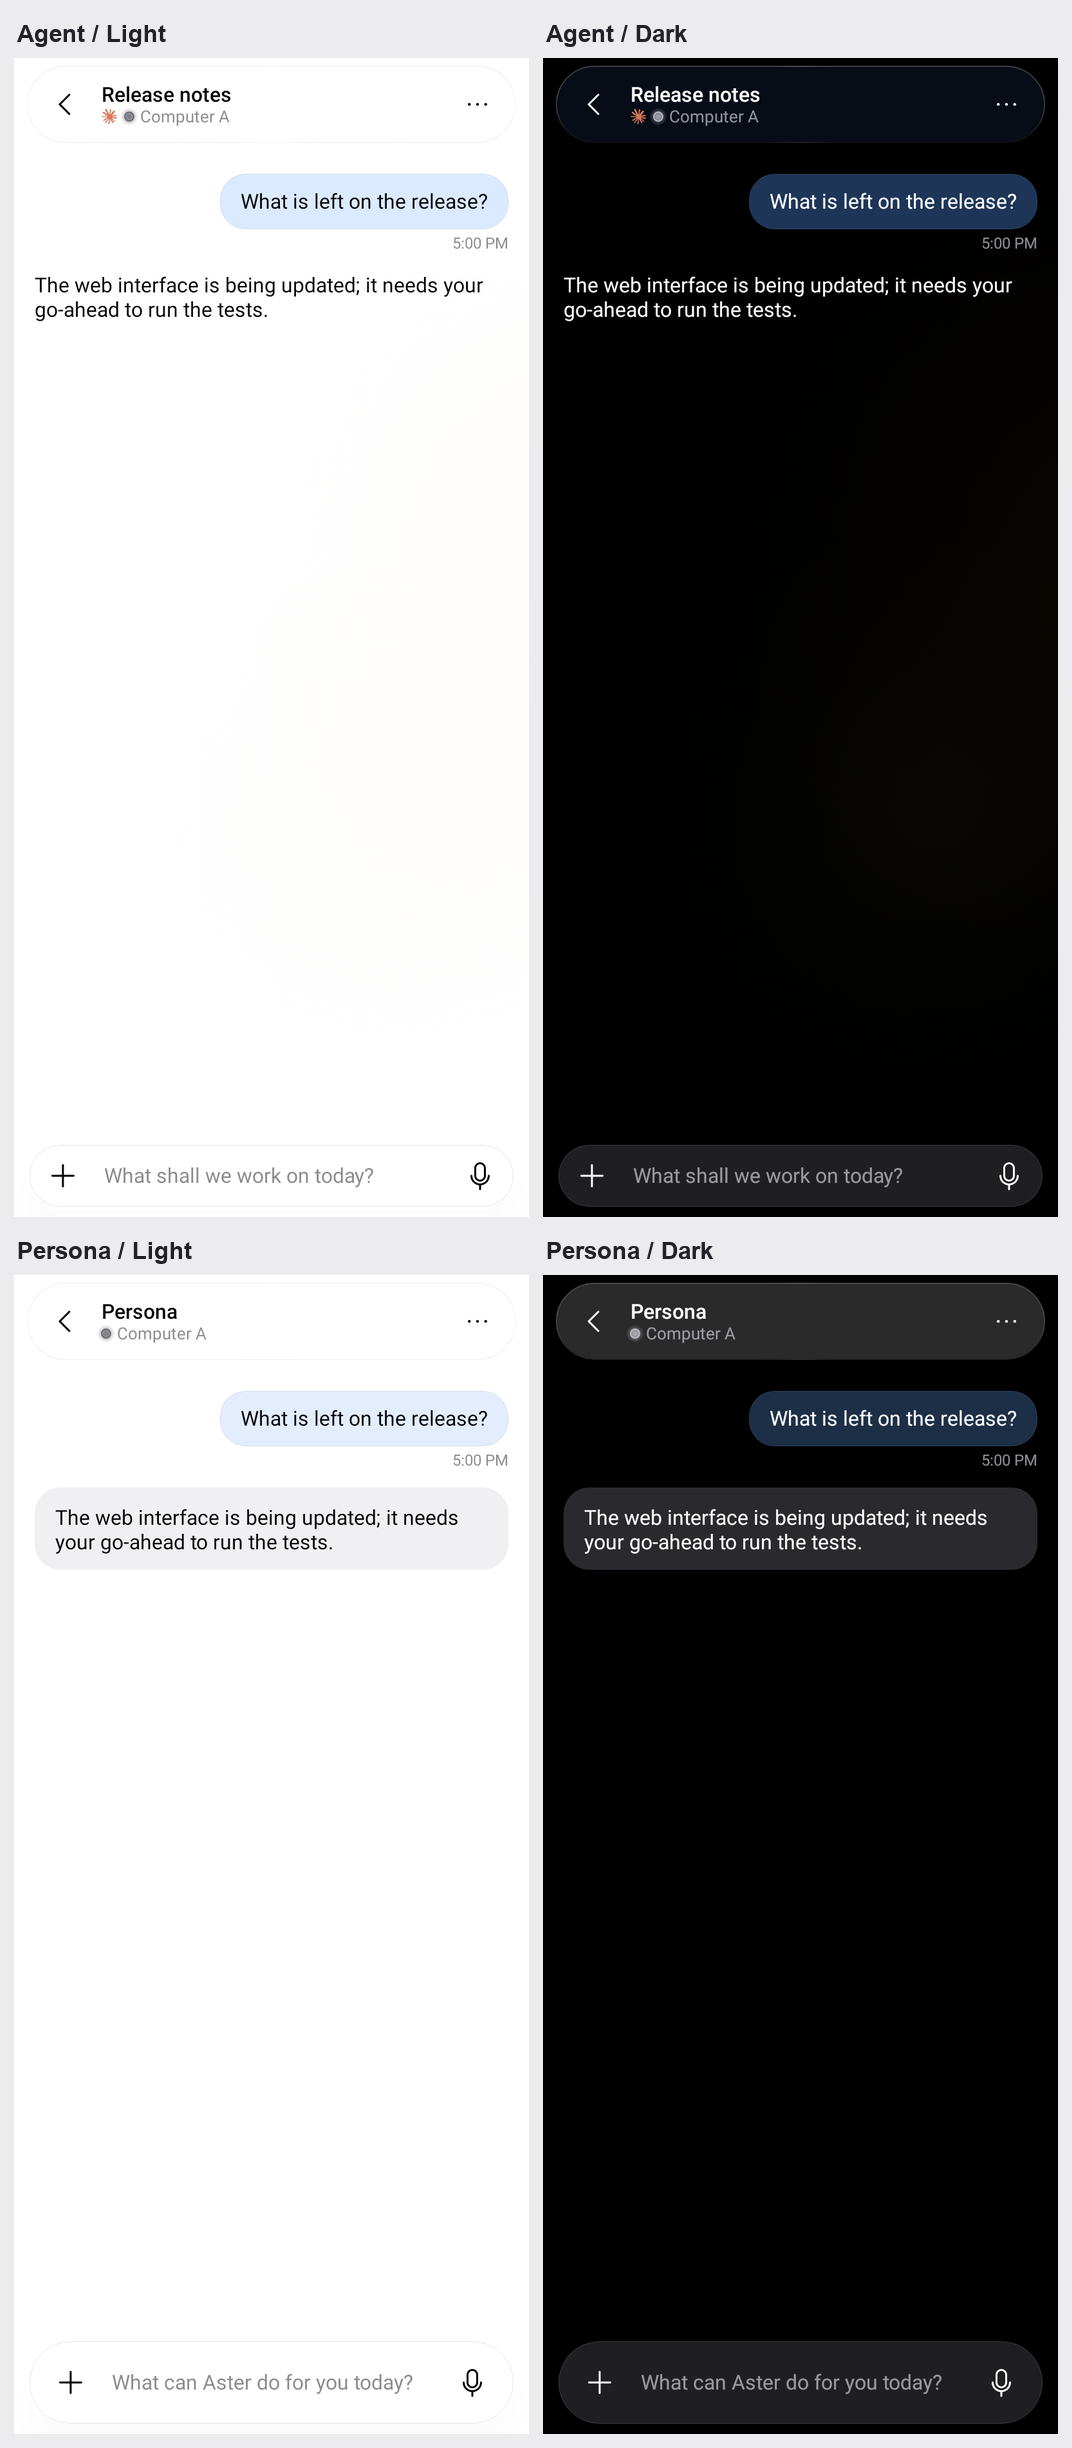 Agent / Light
Release notes
Computer A
What is left on the release?
5:00 PM
The web interface is being updated; it needs your
go-ahead to run the tests.
What shall we work on today?
Agent / Dark
Release notes
Computer A
What is left on the release?
5:00 PM
The web interface is being updated; it needs your
go-ahead to run the tests.
What shall we work on today?
Persona / Light
Persona
Computer A
What is left on the release?
5:00 PM
The web interface is being updated; it needs
your go-ahead to run the tests.
What can Aster do for you today?
Persona / Dark
Persona
Computer A
What is left on the release?
5:00 PM
The web interface is being updated; it needs
your go-ahead to run the tests.
What can Aster do for you today?